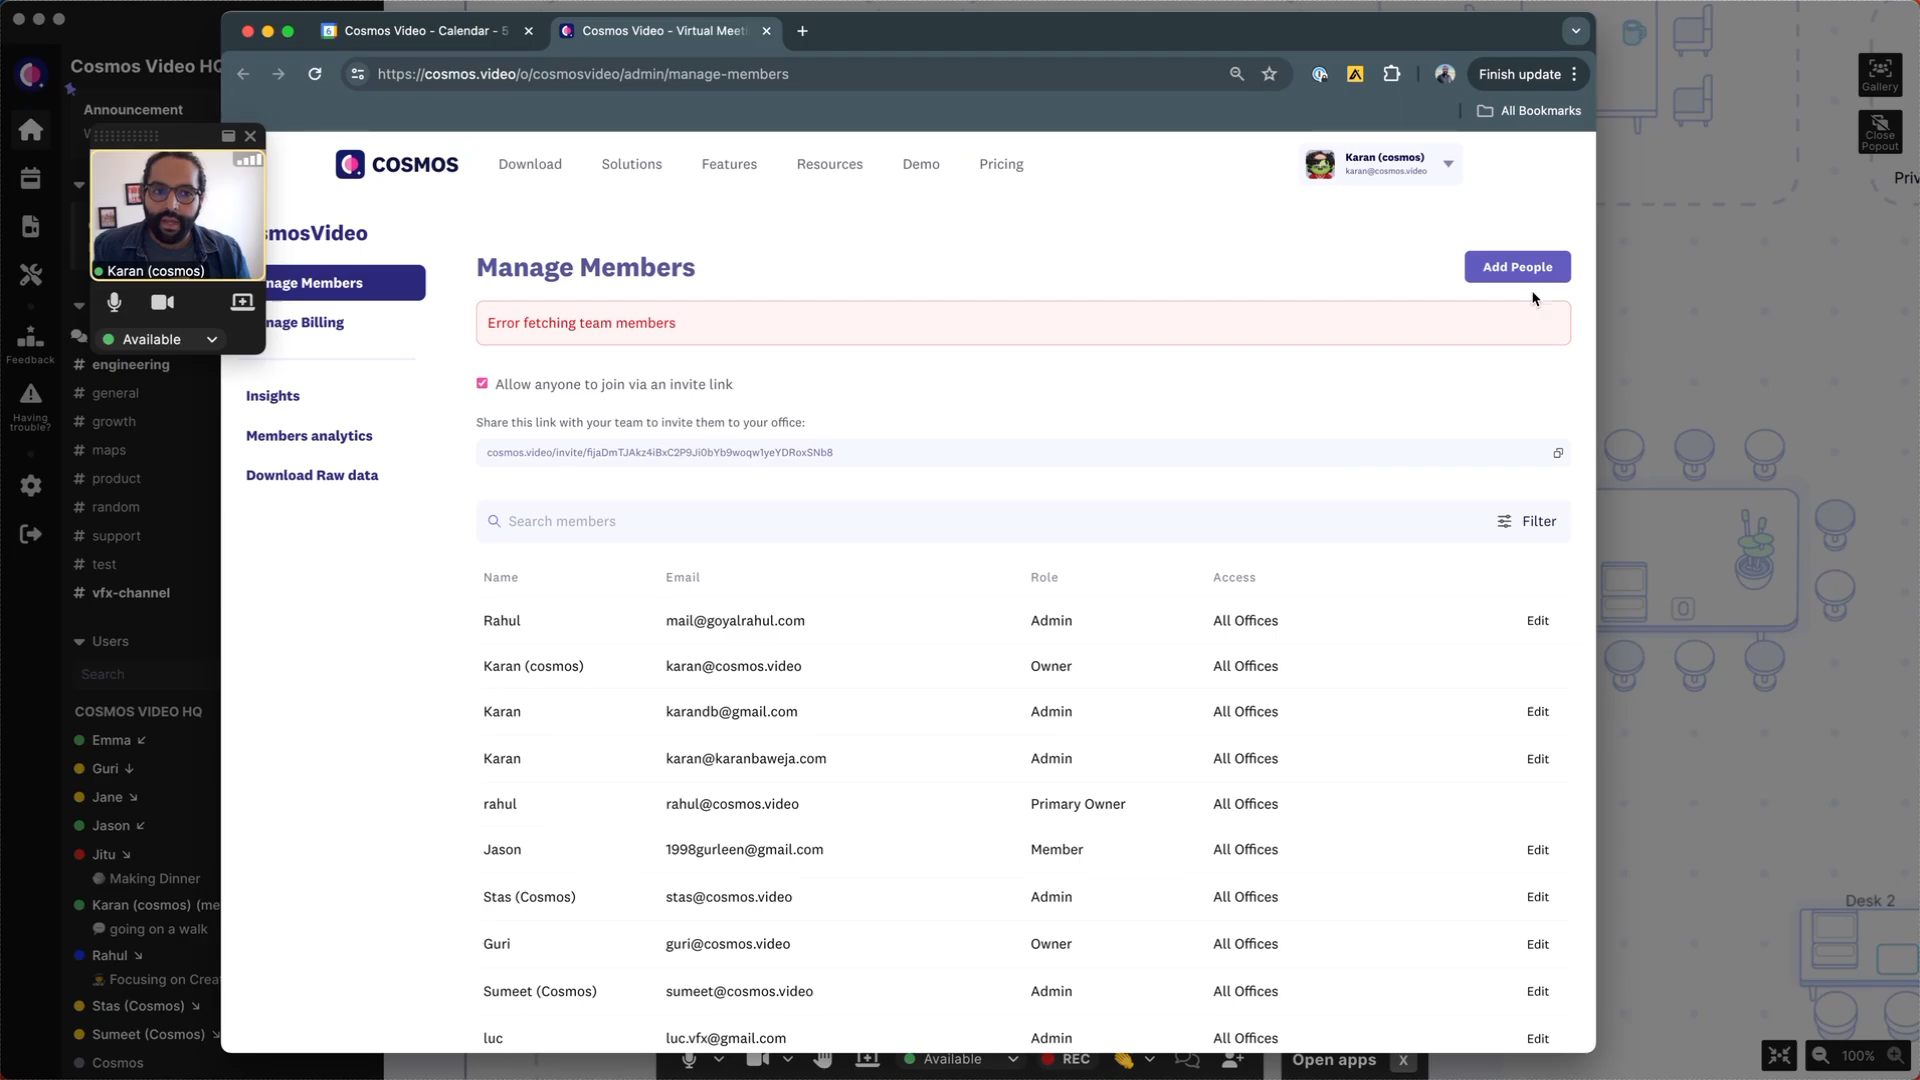 Cosmos Video - Calendar - 5
Cosmos Video - Virtual Meeti
https://cosmos.video/o/cosmosvideo/admin/manage-members
Finish update
All Bookmarks
Cosmos Video HQ
Announcement
Karan (cosmos)
Available
Feedback
Having
trouble?
# engineering
# general
# growth
# maps
# product
# random
# support
# test
# vfx-channel
Users
Search
COSMOS VIDEO HQ
Emma
Guri
Jane
Jason
Jitu
Making Dinner
Karan (cosmos) (me
going on a walk
Rahul
Focusing on Crea
Stas (Cosmos)
Sumeet (Cosmos)
Cosmos
COSMOS
Download
Solutions
Features
Resources
Demo
Pricing
Karan (cosmos)
karan@cosmos.video
smosVideo
nage Members
nage Billing
Insights
Members analytics
Download Raw data
Manage Members
Add People
Error fetching team members
Allow anyone to join via an invite link
Share this link with your team to invite them to your office:
cosmos.video/invite/fijaDmTJAkz4iBxC2P9Ji0bYb9woqw1yeYDRoxSNb8
Search members
Filter
Name Email Role Access
Rahul mail@goyalrahul.com Admin All Offices Edit
Karan (cosmos) karan@cosmos.video Owner All Offices
Karan karandb@gmail.com Admin All Offices Edit
Karan karan@karanbaweja.com Admin All Offices Edit
rahul rahul@cosmos.video Primary Owner All Offices
Jason 1998gurleen@gmail.com Member All Offices Edit
Stas (Cosmos) stas@cosmos.video Admin All Offices Edit
Guri guri@cosmos.video Owner All Offices Edit
Sumeet (Cosmos) sumeet@cosmos.video Admin All Offices Edit
luc luc.vfx@gmail.com Admin All Offices Edit
Available
REC
Open apps
X
Gallery
Close
Popout
Priv
Desk 2
100%